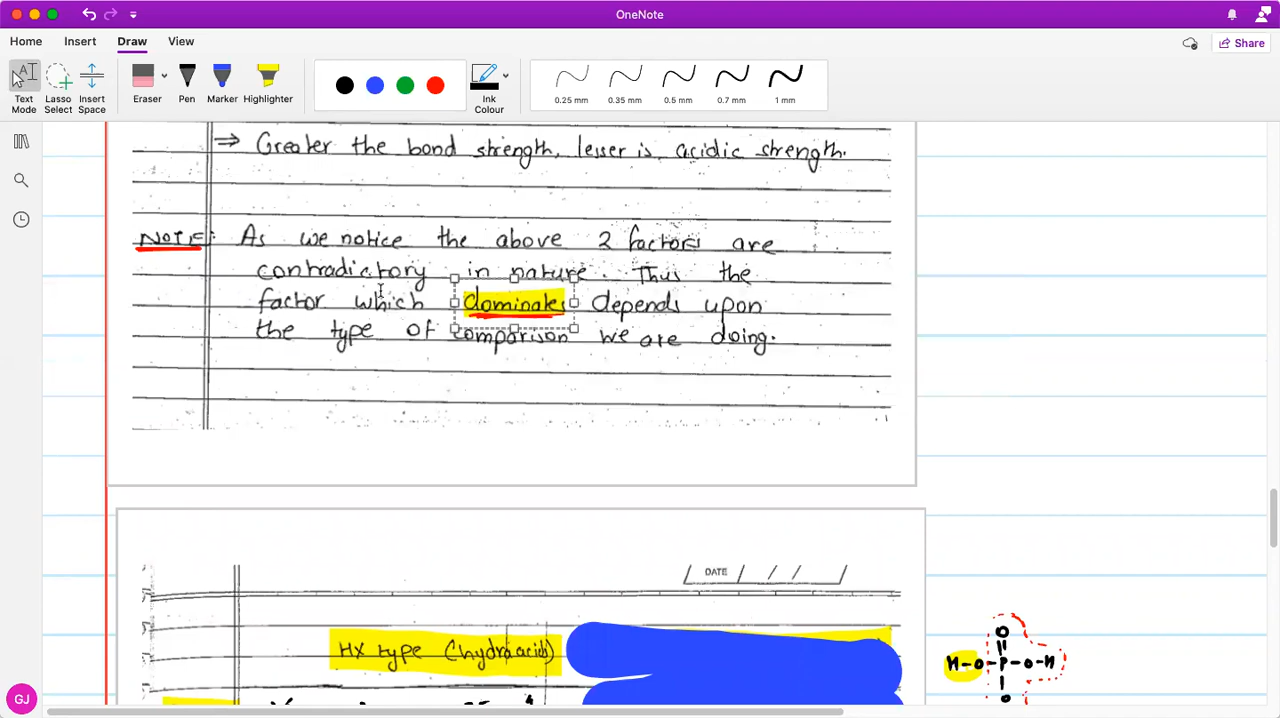 OneNote
Home Insert Draw View
Share
Text Mode
Lasso Select
Insert Space
Eraser
Pen
Marker
Highlighter
Ink Colour
0.25 mm
0.35 mm
0.5 mm
0.7 mm
1 mm
⇒ Greater the bond strength, lesser is acidic strength.
NOTE: As we notice the above 2 factors are
contradictory in nature. Thus the
factor which dominates depends upon
the type of comparison we are doing.
DATE / / /
HX type (hydraacid)
O
H-O-P-O-H
O
GJ